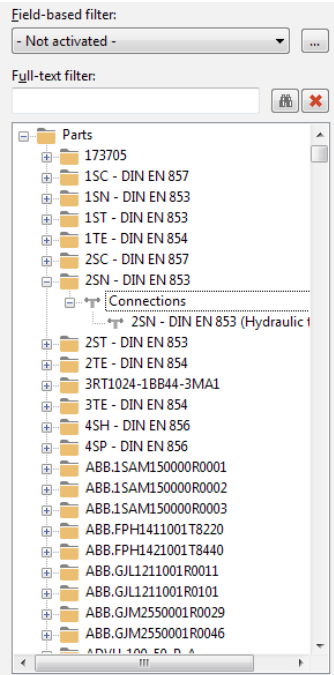 Field-based filter:
- Not activated -
...
Full-text filter:
Parts
173705
1SC - DIN EN 857
1SN - DIN EN 853
1ST - DIN EN 853
1TE - DIN EN 854
2SC - DIN EN 857
2SN - DIN EN 853
Connections
2SN - DIN EN 853 (Hydraulic t
2ST - DIN EN 853
2TE - DIN EN 854
3RT1024-1BB44-3MA1
3TE - DIN EN 854
4SH - DIN EN 856
4SP - DIN EN 856
ABB.1SAM150000R0001
ABB.1SAM150000R0002
ABB.1SAM150000R0003
ABB.FPH1411001T8220
ABB.FPH1421001T8440
ABB.GJL1211001R0011
ABB.GJL1211001R0101
ABB.GJM2550001R0029
ABB.GJM2550001R0046